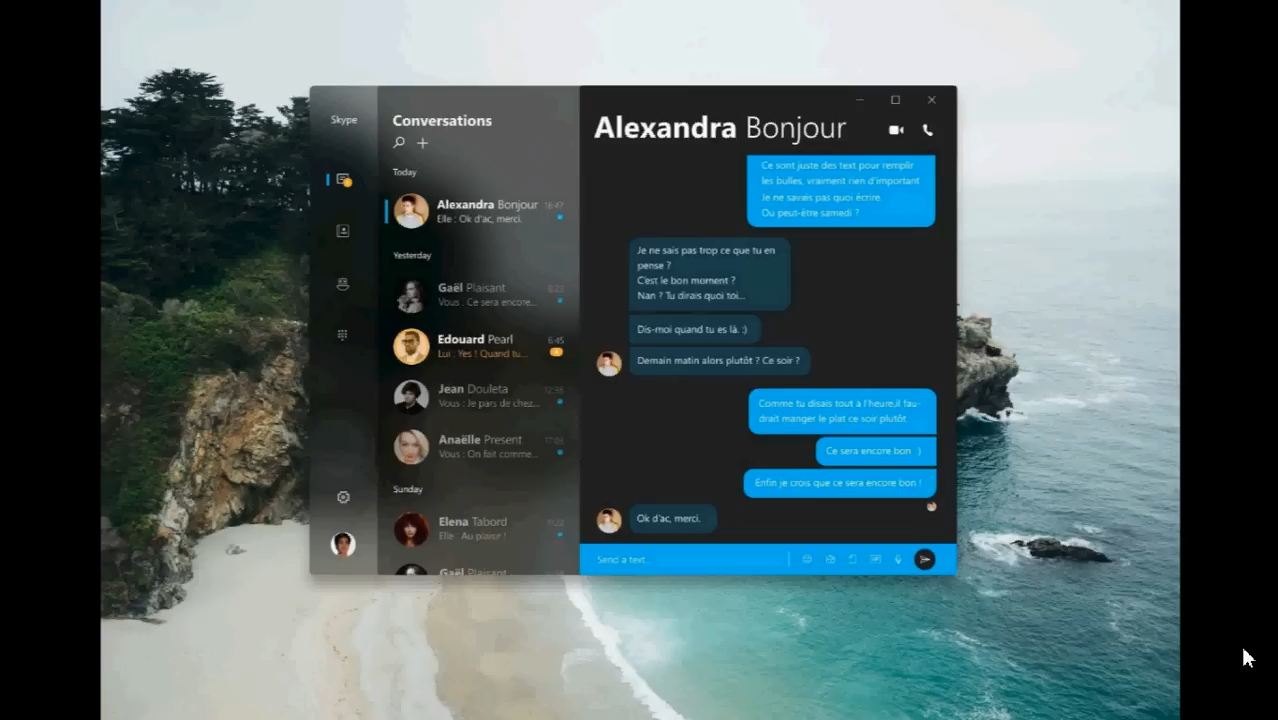 Skype
Conversations
Today
Alexandra Bonjour 16:47
Elle : Ok d'ac, merci.
Yesterday
Gaël Plaisant 8:23
Vous : Ce sera encore...
Edouard Pearl 6:45
Lui : Yes ! Quand tu...
Jean Douleta
Vous : Je pars de chez...
Anaëlle Present
Vous : On fait comme...
Sunday
Elena Tabord 11:22
Elle : Au plaisir !
Gaël Plaisant
Alexandra Bonjour
Ce sont juste des text pour remplir
les bulles, vraiment rien d'important
Je ne savais pas quoi écrire.
Ou peut-être samedi ?
Je ne sais pas trop ce que tu en
pense ?
C'est le bon moment ?
Nan ? Tu dirais quoi toi...
Dis-moi quand tu es là. :)
Demain matin alors plutôt ? Ce soir ?
Comme tu disais tout à l'heure,il fau-
drait manger le plat ce soir plutôt
Ce sera encore bon :)
Enfin je crois que ce sera encore bon !
Ok d'ac, merci.
Send a text